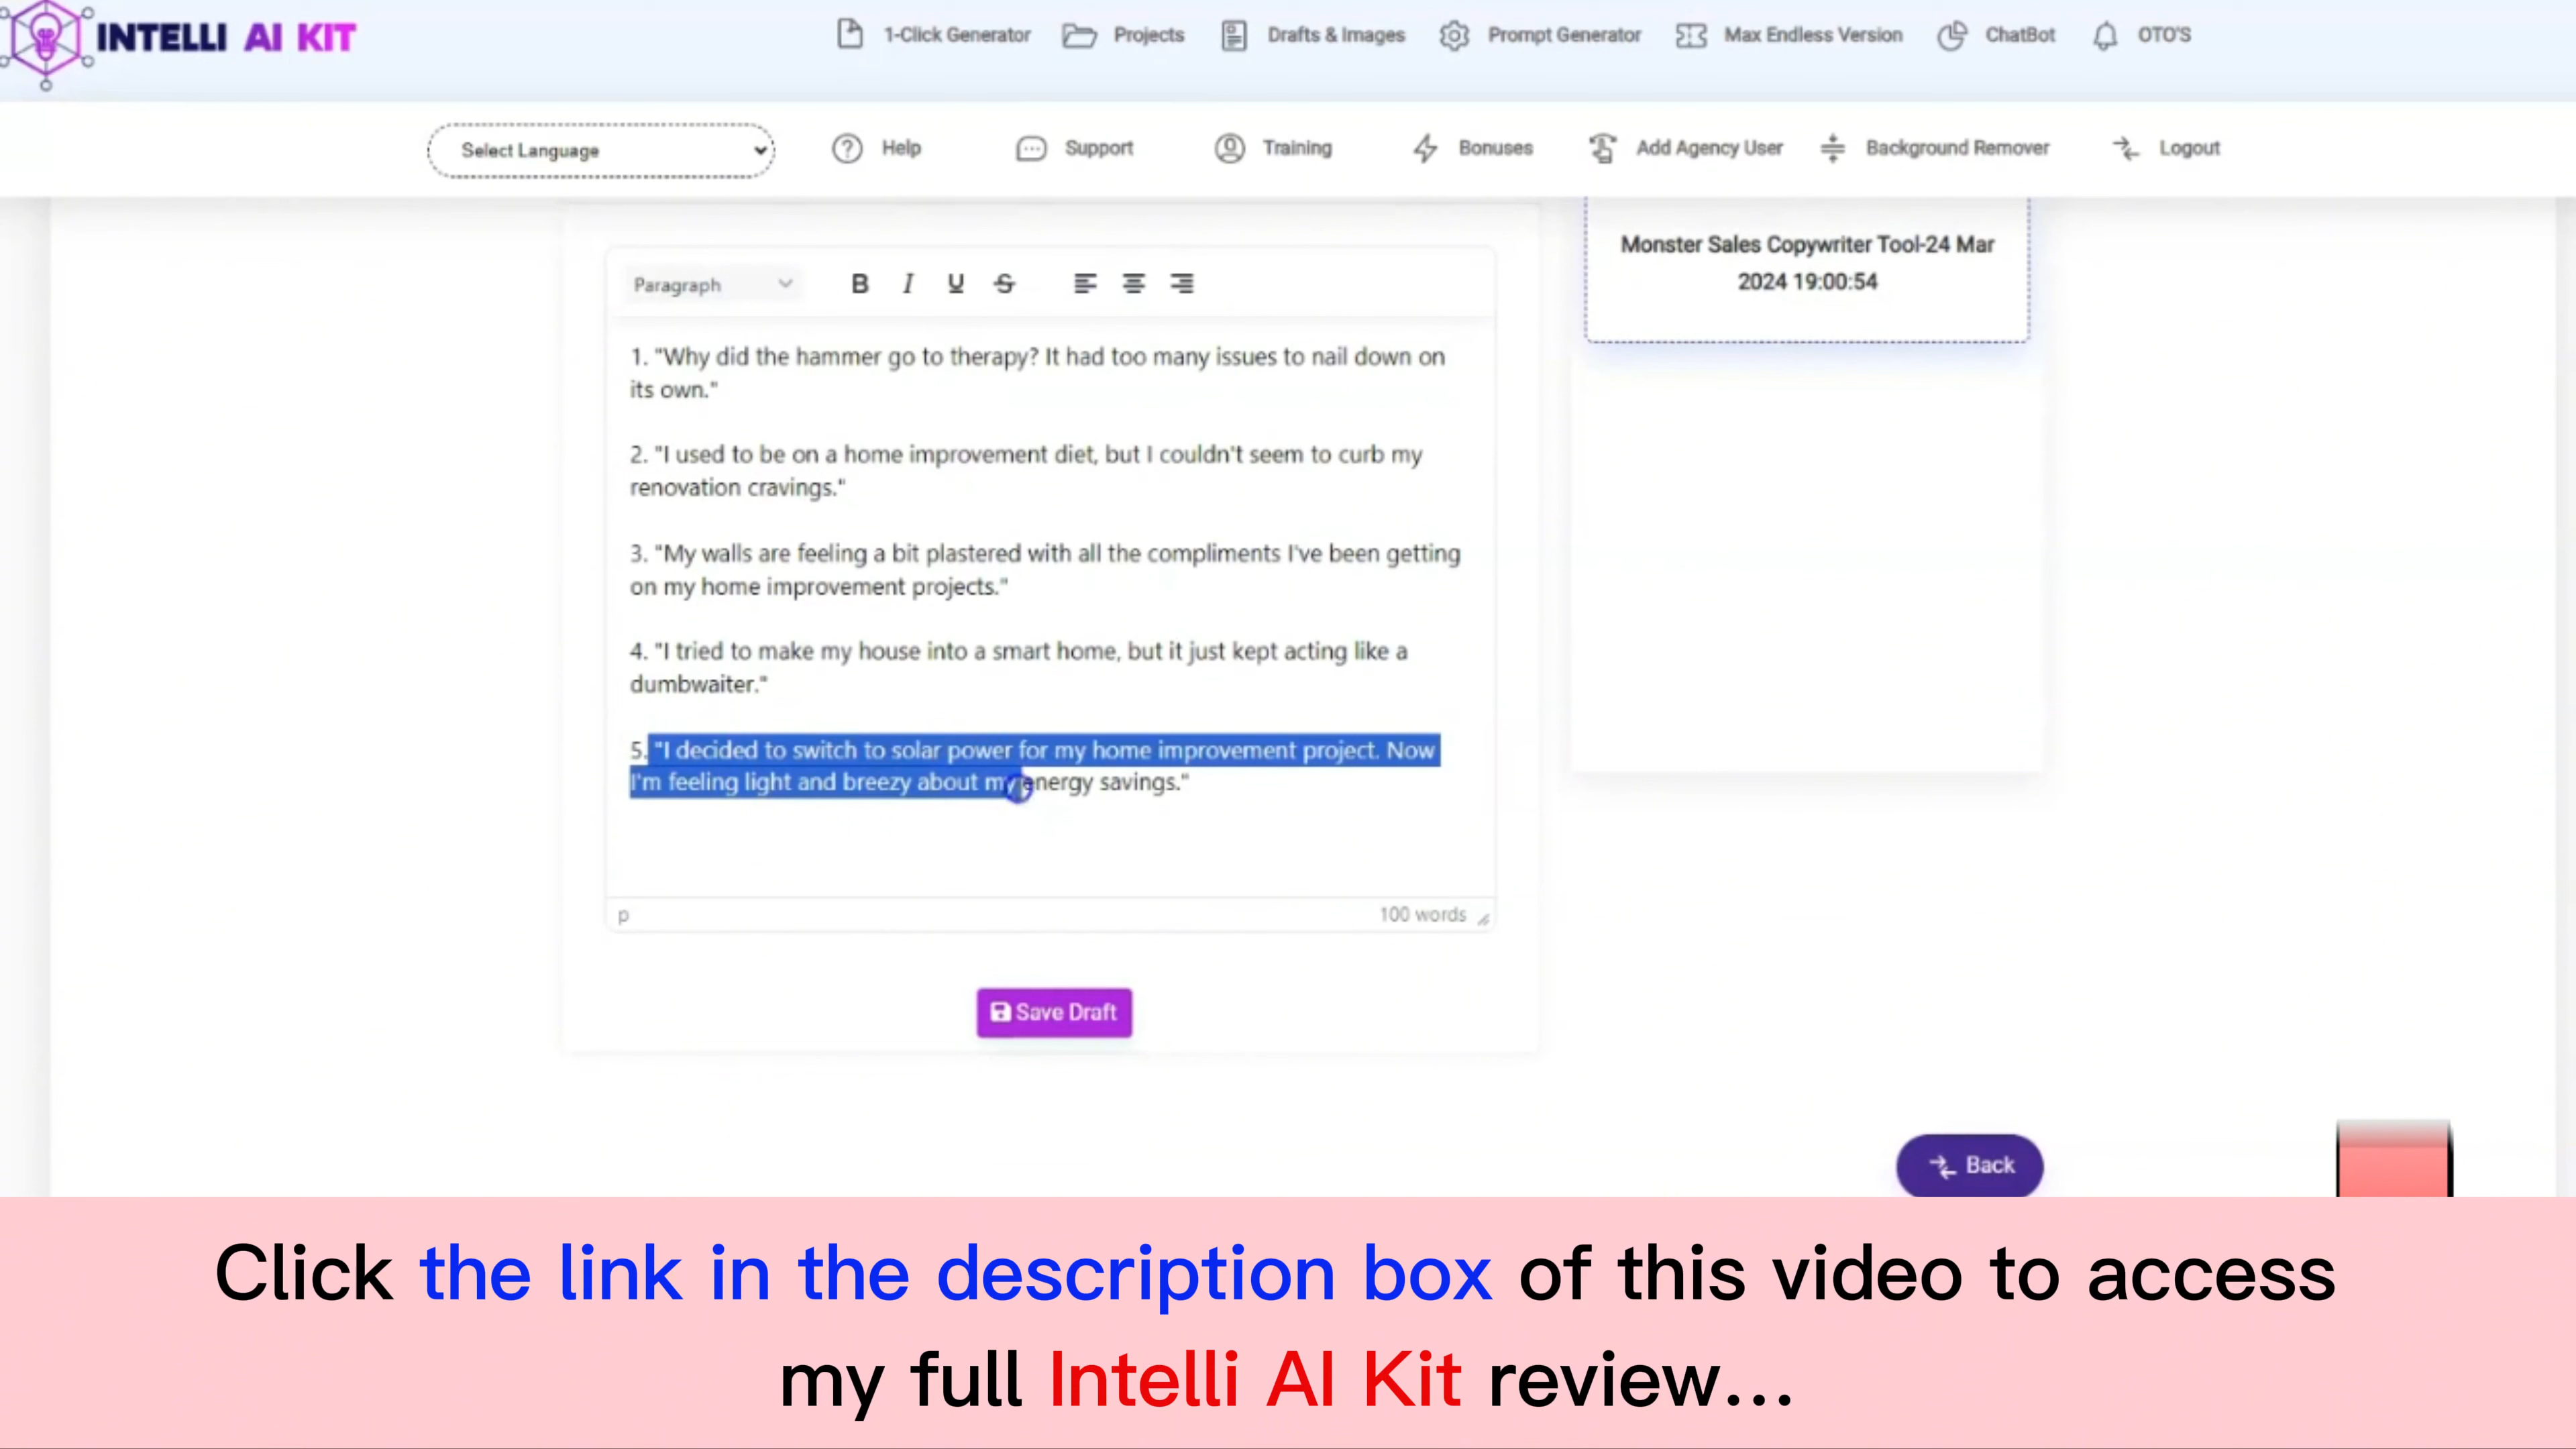 INTELLI AI KIT
1-Click Generator
Projects
Drafts & Images
Prompt Generator
Max Endless Version
ChatBot
OTO'S
Select Language
Help
Support
Training
Bonuses
Add Agency User
Background Remover
Logout
Monster Sales Copywriter Tool-24 Mar
2024 19:00:54
Paragraph
B I U S
1. "Why did the hammer go to therapy? It had too many issues to nail down on
its own."
2. "I used to be on a home improvement diet, but I couldn't seem to curb my
renovation cravings."
3. "My walls are feeling a bit plastered with all the compliments I've been getting
on my home improvement projects."
4. "I tried to make my house into a smart home, but it just kept acting like a
dumbwaiter."
5. "I decided to switch to solar power for my home improvement project. Now
I'm feeling light and breezy about my energy savings."
p
100 words
Save Draft
Back
Click the link in the description box of this video to access
my full Intelli AI Kit review...